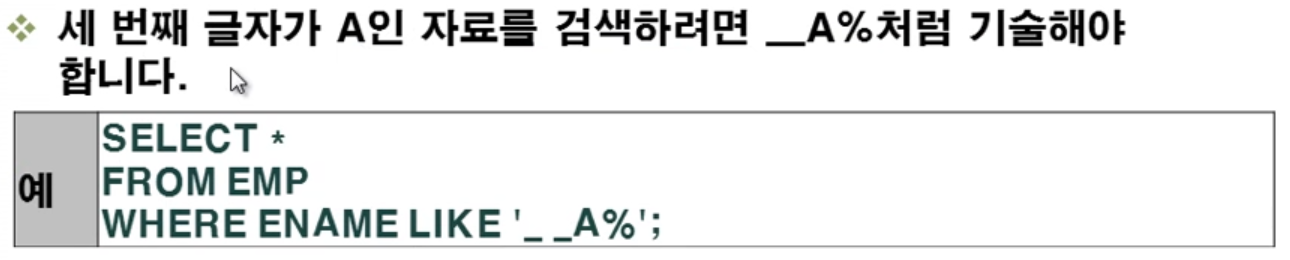 세 번째 글자가 A인 자료를 검색하려면 __A%처럼 기술해야
합니다.
예
SELECT *
FROM EMP
WHERE ENAME LIKE '_ _A%';